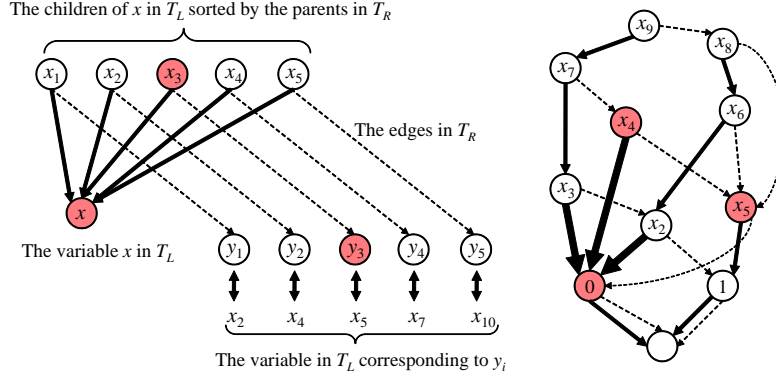 The children of x in T_L sorted by the parents in T_R
x_1 x_2 x_3 x_4 x_5
The edges in T_R
x
The variable x in T_L
y_1 y_2 y_3 y_4 y_5
x_2 x_4 x_5 x_7 x_10
The variable in T_L corresponding to y_i
x_9
x_8
x_7
x_6
x_4
x_3
x_5
x_2
0 1